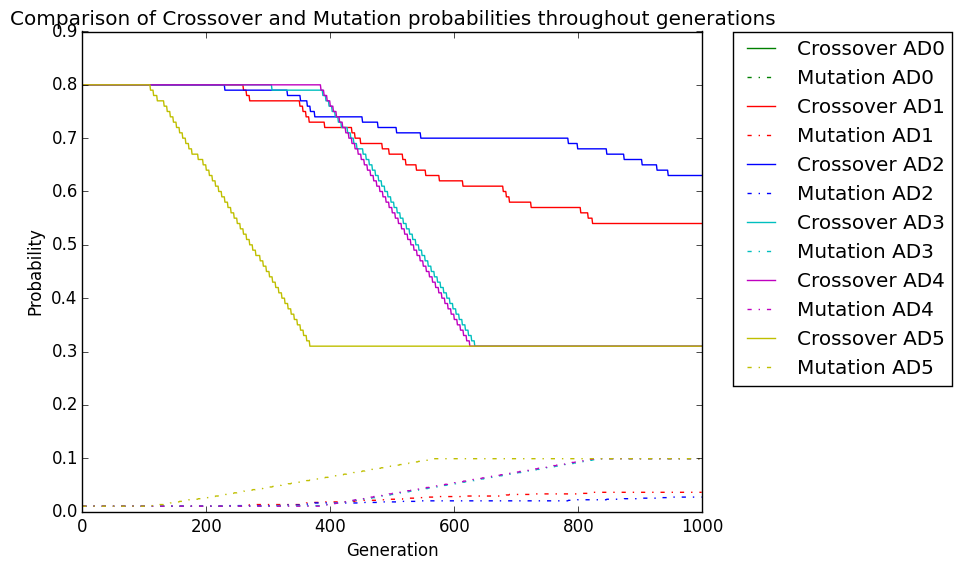 Comparison of Crossover and Mutation probabilities throughout generations
0.9
0.8
0.7
0.6
0.5
0.4
0.3
0.2
0.1
0.0
Probability
0 200 400 600 800 1000
Generation
Crossover AD0
Mutation AD0
Crossover AD1
Mutation AD1
Crossover AD2
Mutation AD2
Crossover AD3
Mutation AD3
Crossover AD4
Mutation AD4
Crossover AD5
Mutation AD5